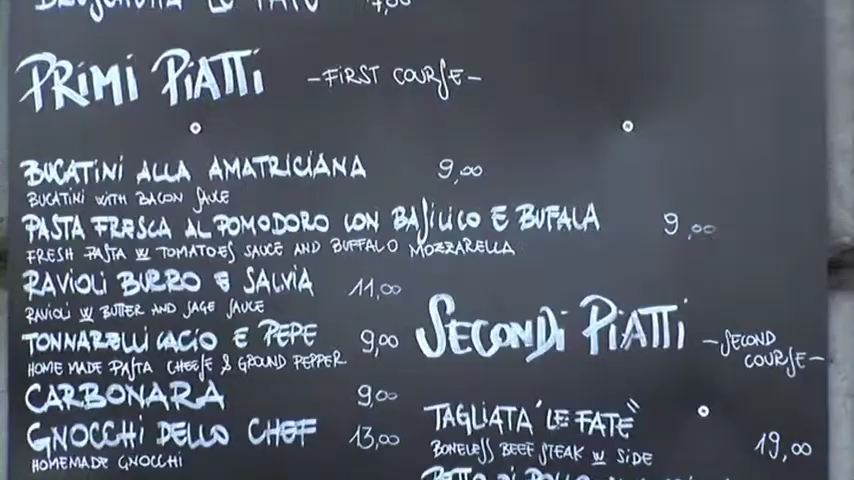 7,00
PRIMI PIATTI -FIRST COURSE-
BUCATINI ALLA AMATRICIANA 9,00
BUCATINI WITH BACON SAUCE
PASTA FRESCA AL POMODORO CON BASILICO E BUFALA 9,00
FRESH PASTA W TOMATOES SAUCE AND BUFFALO MOZZARELLA
RAVIOLI BURRO E SALVIA 11,00
RAVIOLI W BUTTER AND SAGE SAUCE
TONNARELLI CACIO E PEPE 9,00
HOME MADE PASTA CHEESE & GROUND PEPPER
CARBONARA 9,00
GNOCCHI DELLO CHEF 13,00
HOMEMADE GNOCCHI
SECONDI PIATTI -SECOND COURSE-
TAGLIATA "LE FATE" 19,00
BONELESS BEEF STEAK W SIDE